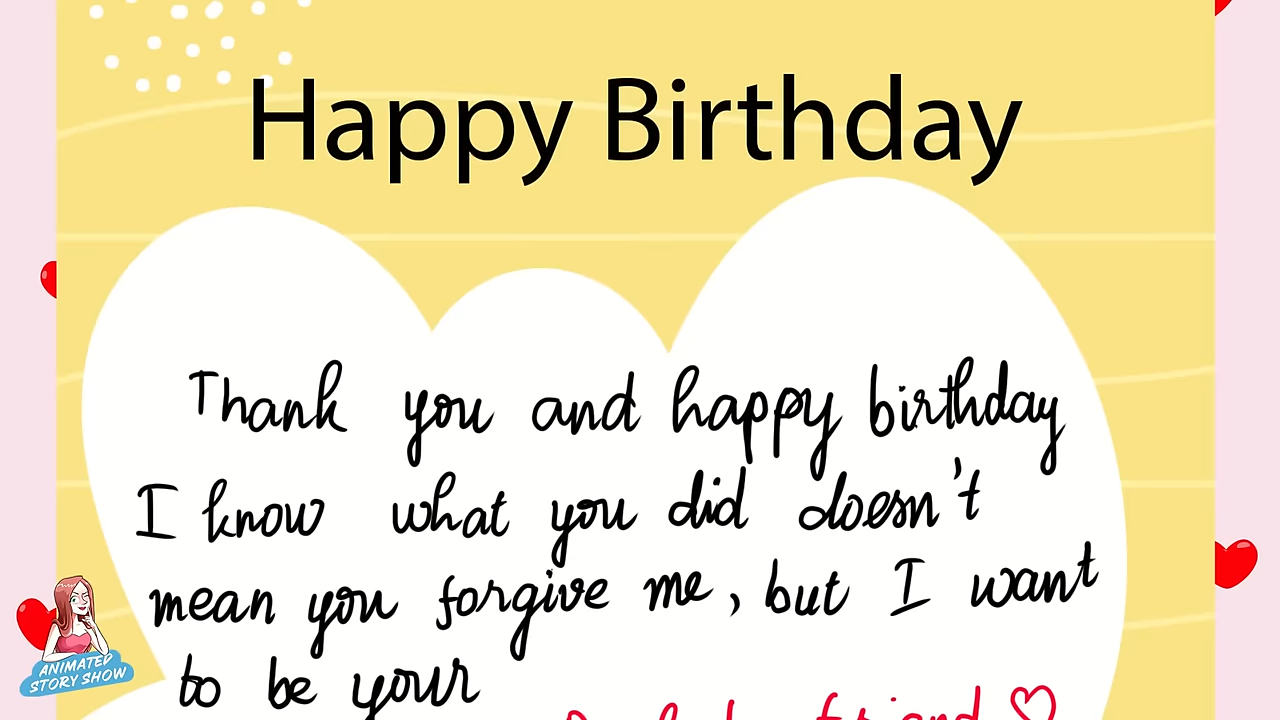 Happy Birthday
Thank you and happy birthday
I know what you did doesn't
mean you forgive me, but I want
to be your
friend ♡
ANIMATED
STORY SHOW